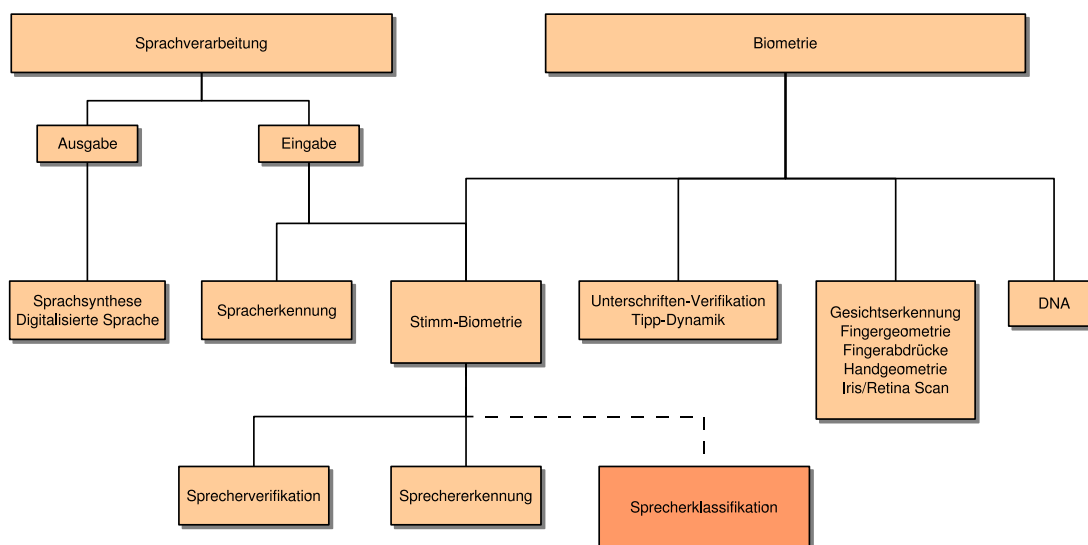 Sprachverarbeitung
Biometrie
Ausgabe
Eingabe
Sprachsynthese
Digitalisierte Sprache
Spracherkennung
Stimm-Biometrie
Unterschriften-Verifikation
Tipp-Dynamik
Gesichtserkennung
Fingergeometrie
Fingerabdrücke
Handgeometrie
Iris/Retina Scan
DNA
Sprecherverifikation
Sprechererkennung
Sprecherklassifikation